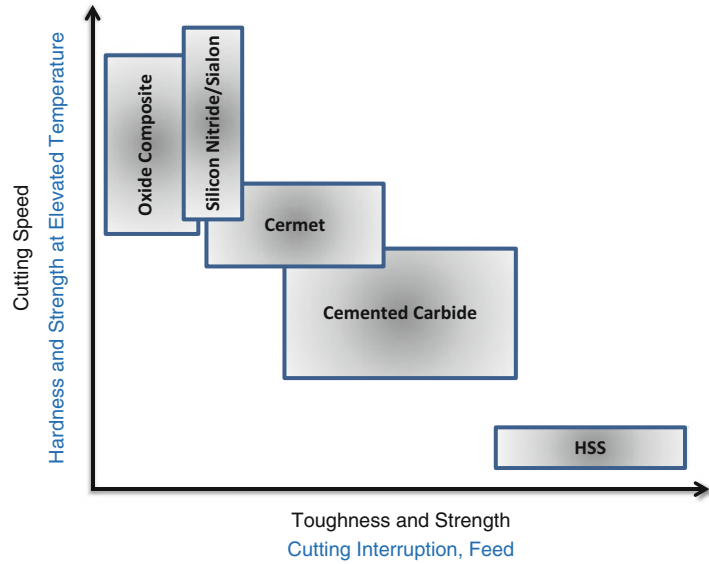 Cutting Speed
Hardness and Strength at Elevated Temperature
Oxide Composite
Silicon Nitride/Sialon
Cermet
Cemented Carbide
HSS
Toughness and Strength
Cutting Interruption, Feed